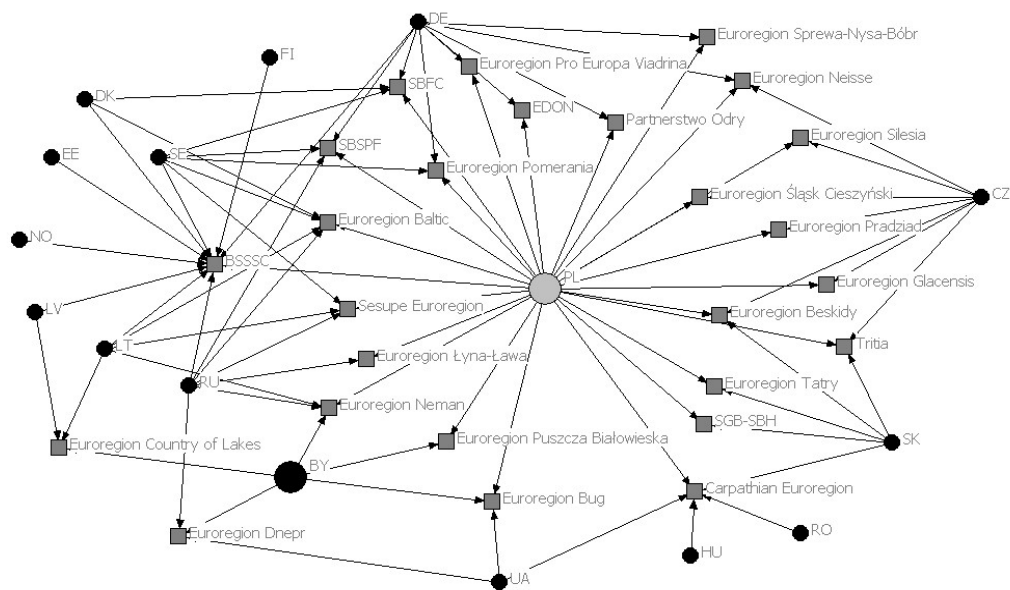 DE
Euroregion Sprewa-Nysa-Bóbr
FI
Euroregion Pro Europa Viadrina
SBFC
Euroregion Neisse
DK
EDON
Partnerstwo Odry
Euroregion Silesia
EE
SE
SBSPF
Euroregion Pomerania
Euroregion Śląsk Cieszyński
CZ
Euroregion Baltic
Euroregion Pradziad
NO
BSSSC
PL
Euroregion Glacensis
LV
Sesupe Euroregion
Euroregion Beskidy
LT
Euroregion Łyna-Ława
Tritia
RU
Euroregion Tatry
Euroregion Neman
SGB-SBH
Euroregion Country of Lakes
Euroregion Puszcza Białowieska
SK
BY
Euroregion Bug
Carpathian Euroregion
Euroregion Dnepr
RO
HU
UA